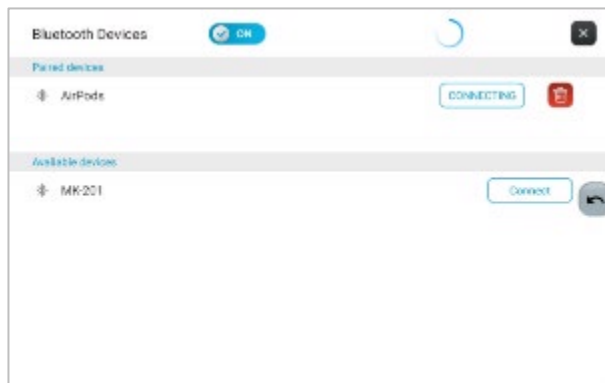 Bluetooth Devices ON
Paired devices
AirPods CONNECTING
Available devices
MK-201 Connect